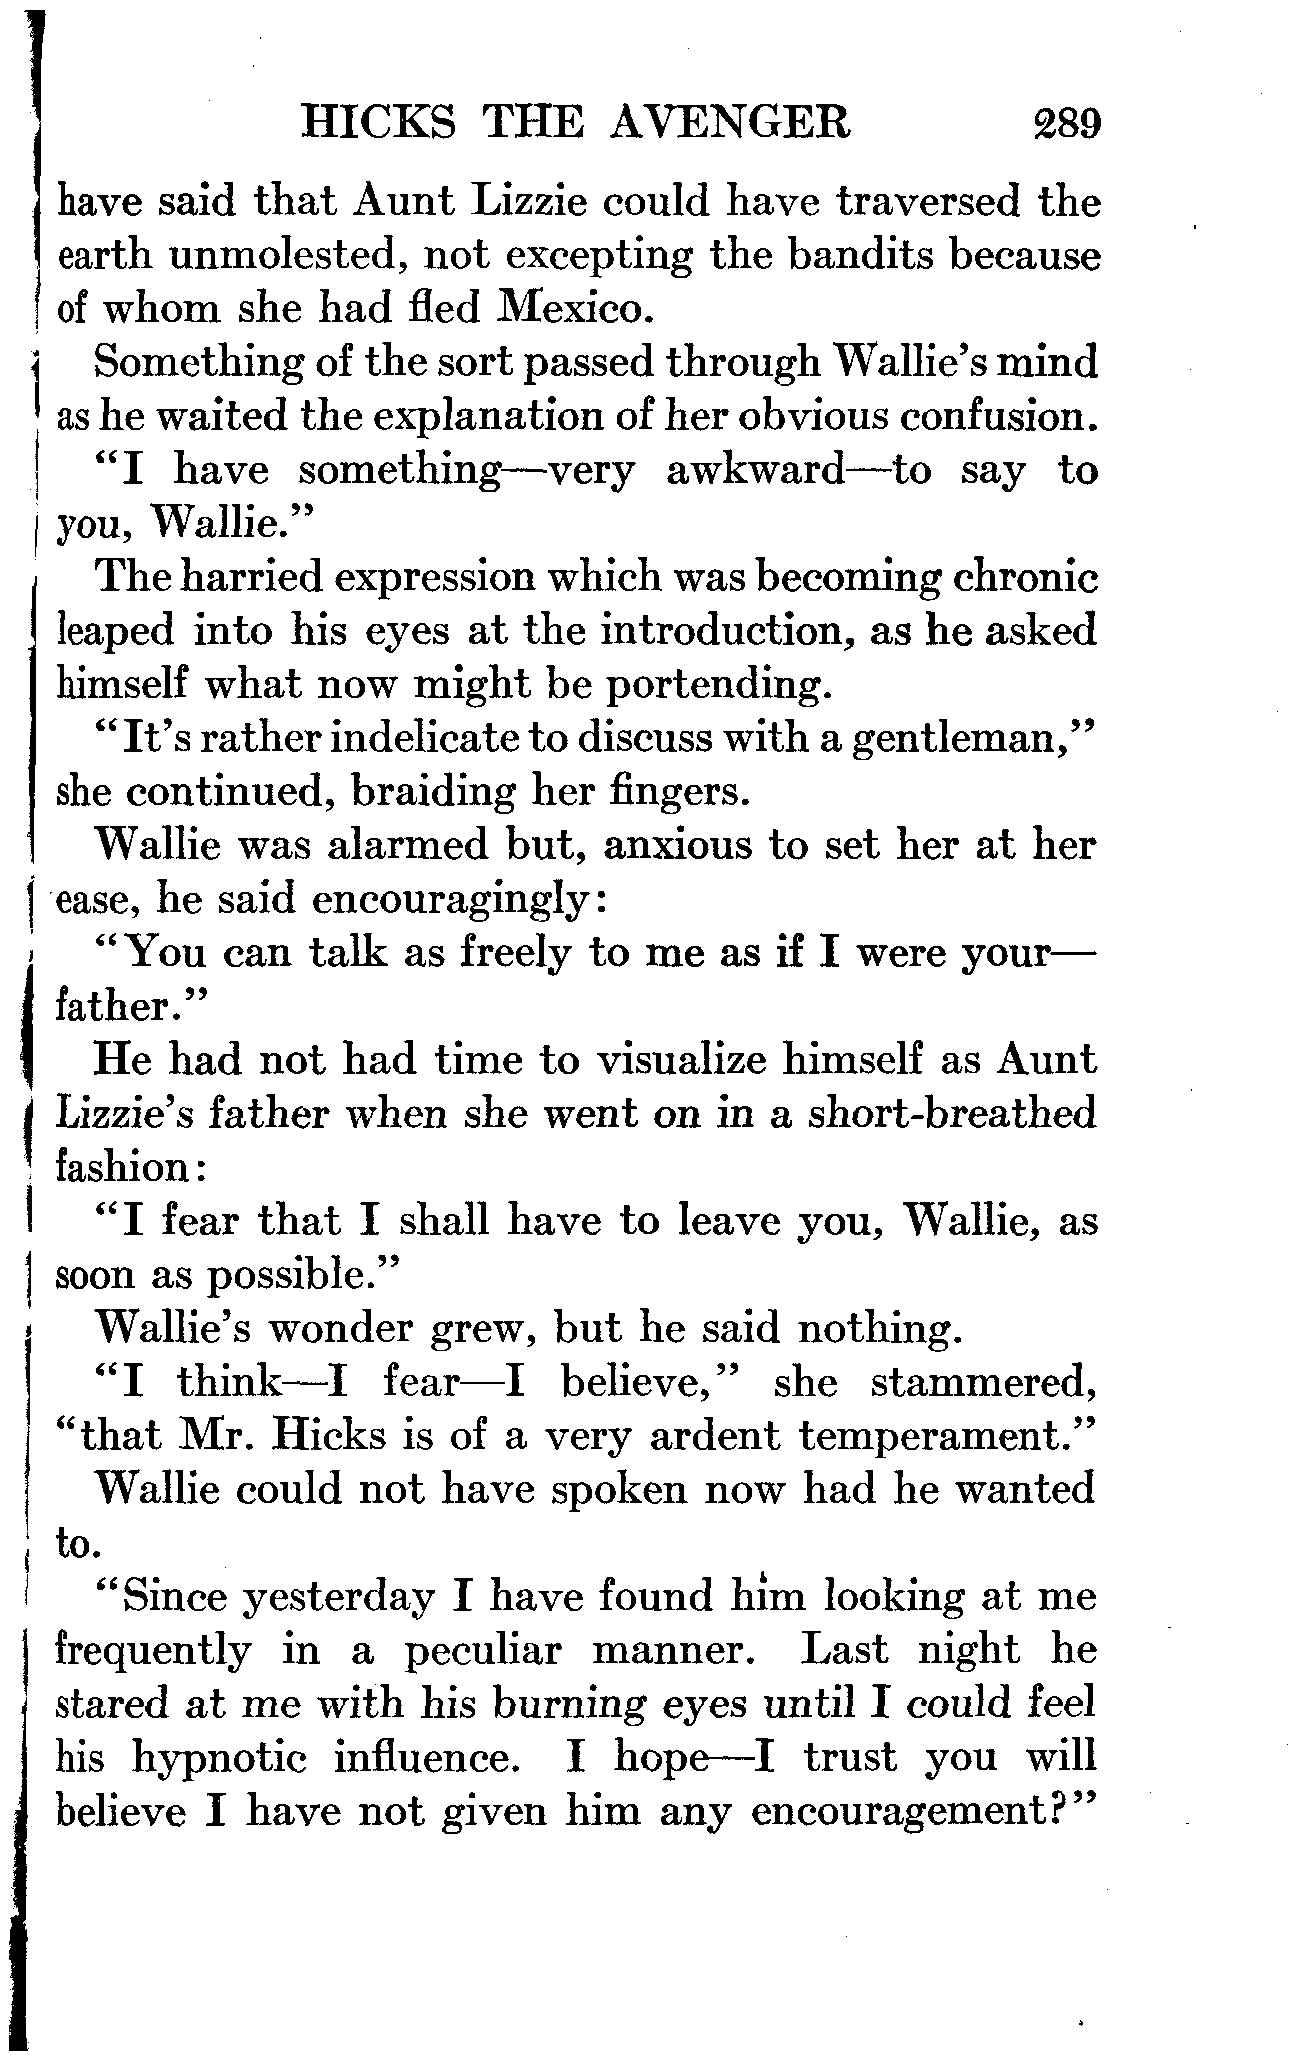 HICKS THE AVENGER 289
have said that Aunt Lizzie could have traversed the
earth unmolested, not excepting the bandits because
of whom she had fled Mexico.
Something of the sort passed through Wallie's mind
as he waited the explanation of her obvious confusion.
"I have something—very awkward—to say to
you, Wallie."
The harried expression which was becoming chronic
leaped into his eyes at the introduction, as he asked
himself what now might be portending.
"It's rather indelicate to discuss with a gentleman,"
she continued, braiding her fingers.
Wallie was alarmed but, anxious to set her at her
ease, he said encouragingly:
"You can talk as freely to me as if I were your—
father."
He had not had time to visualize himself as Aunt
Lizzie's father when she went on in a short-breathed
fashion:
"I fear that I shall have to leave you, Wallie, as
soon as possible."
Wallie's wonder grew, but he said nothing.
"I think—I fear—I believe," she stammered,
"that Mr. Hicks is of a very ardent temperament."
Wallie could not have spoken now had he wanted
to.
"Since yesterday I have found him looking at me
frequently in a peculiar manner. Last night he
stared at me with his burning eyes until I could feel
his hypnotic influence. I hope—I trust you will
believe I have not given him any encouragement?"